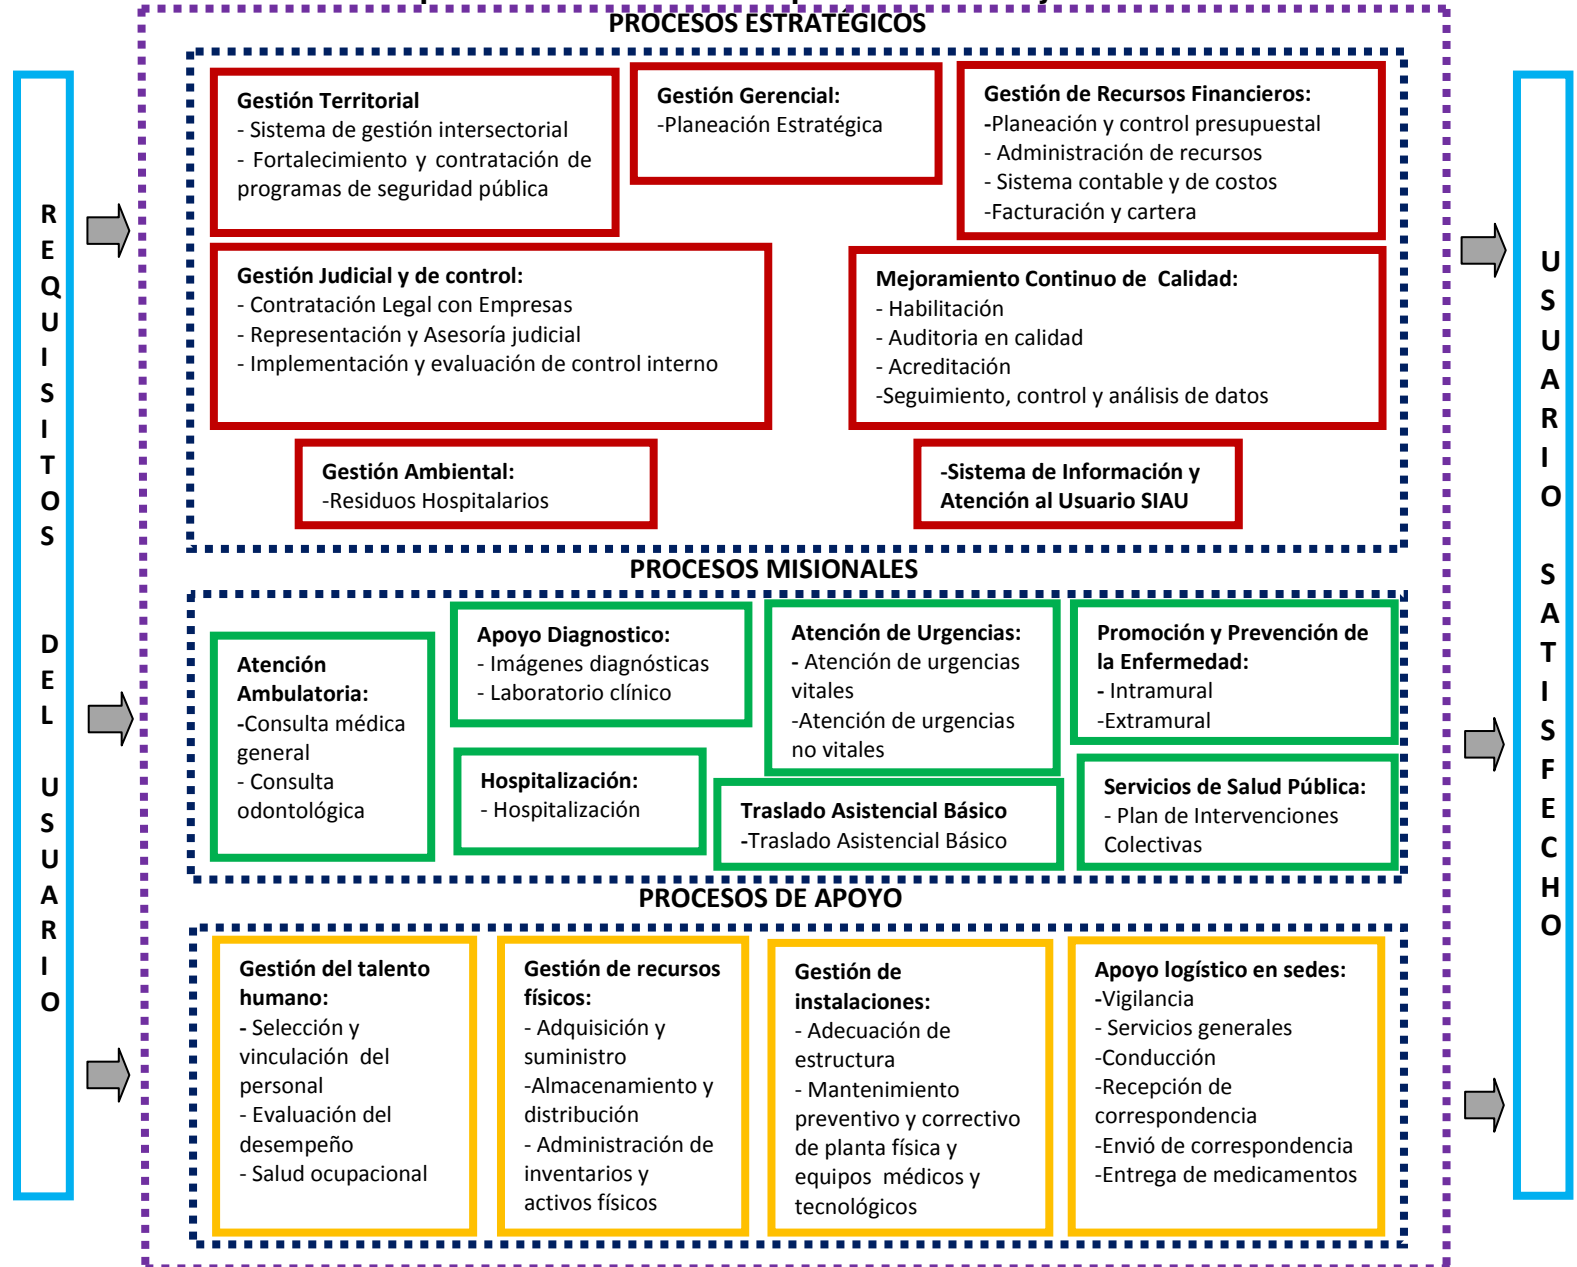 PROCESOS ESTRATÉGICOS
REQUISITOS DEL USUARIO
Gestión Territorial
- Sistema de gestión intersectorial
- Fortalecimiento y contratación de
programas de seguridad pública
Gestión Gerencial:
-Planeación Estratégica
Gestión de Recursos Financieros:
-Planeación y control presupuestal
- Administración de recursos
- Sistema contable y de costos
-Facturación y cartera
Gestión Judicial y de control:
- Contratación Legal con Empresas
- Representación y Asesoría judicial
- Implementación y evaluación de control interno
Mejoramiento Continuo de Calidad:
- Habilitación
- Auditoria en calidad
- Acreditación
-Seguimiento, control y análisis de datos
Gestión Ambiental:
-Residuos Hospitalarios
-Sistema de Información y
Atención al Usuario SIAU
PROCESOS MISIONALES
Atención
Ambulatoria:
-Consulta médica
general
- Consulta
odontológica
Apoyo Diagnostico:
- Imágenes diagnósticas
- Laboratorio clínico
Hospitalización:
- Hospitalización
Atención de Urgencias:
- Atención de urgencias
vitales
-Atención de urgencias
no vitales
Traslado Asistencial Básico
-Traslado Asistencial Básico
Promoción y Prevención de
la Enfermedad:
- Intramural
-Extramural
Servicios de Salud Pública:
- Plan de Intervenciones
Colectivas
PROCESOS DE APOYO
Gestión del talento
humano:
- Selección y
vinculación del
personal
- Evaluación del
desempeño
- Salud ocupacional
Gestión de recursos
físicos:
- Adquisición y
suministro
-Almacenamiento y
distribución
- Administración de
inventarios y
activos físicos
Gestión de
instalaciones:
- Adecuación de
estructura
- Mantenimiento
preventivo y correctivo
de planta física y
equipos médicos y
tecnológicos
Apoyo logístico en sedes:
-Vigilancia
- Servicios generales
-Conducción
-Recepción de
correspondencia
-Envió de correspondencia
-Entrega de medicamentos
USUARIO SATISFECHO